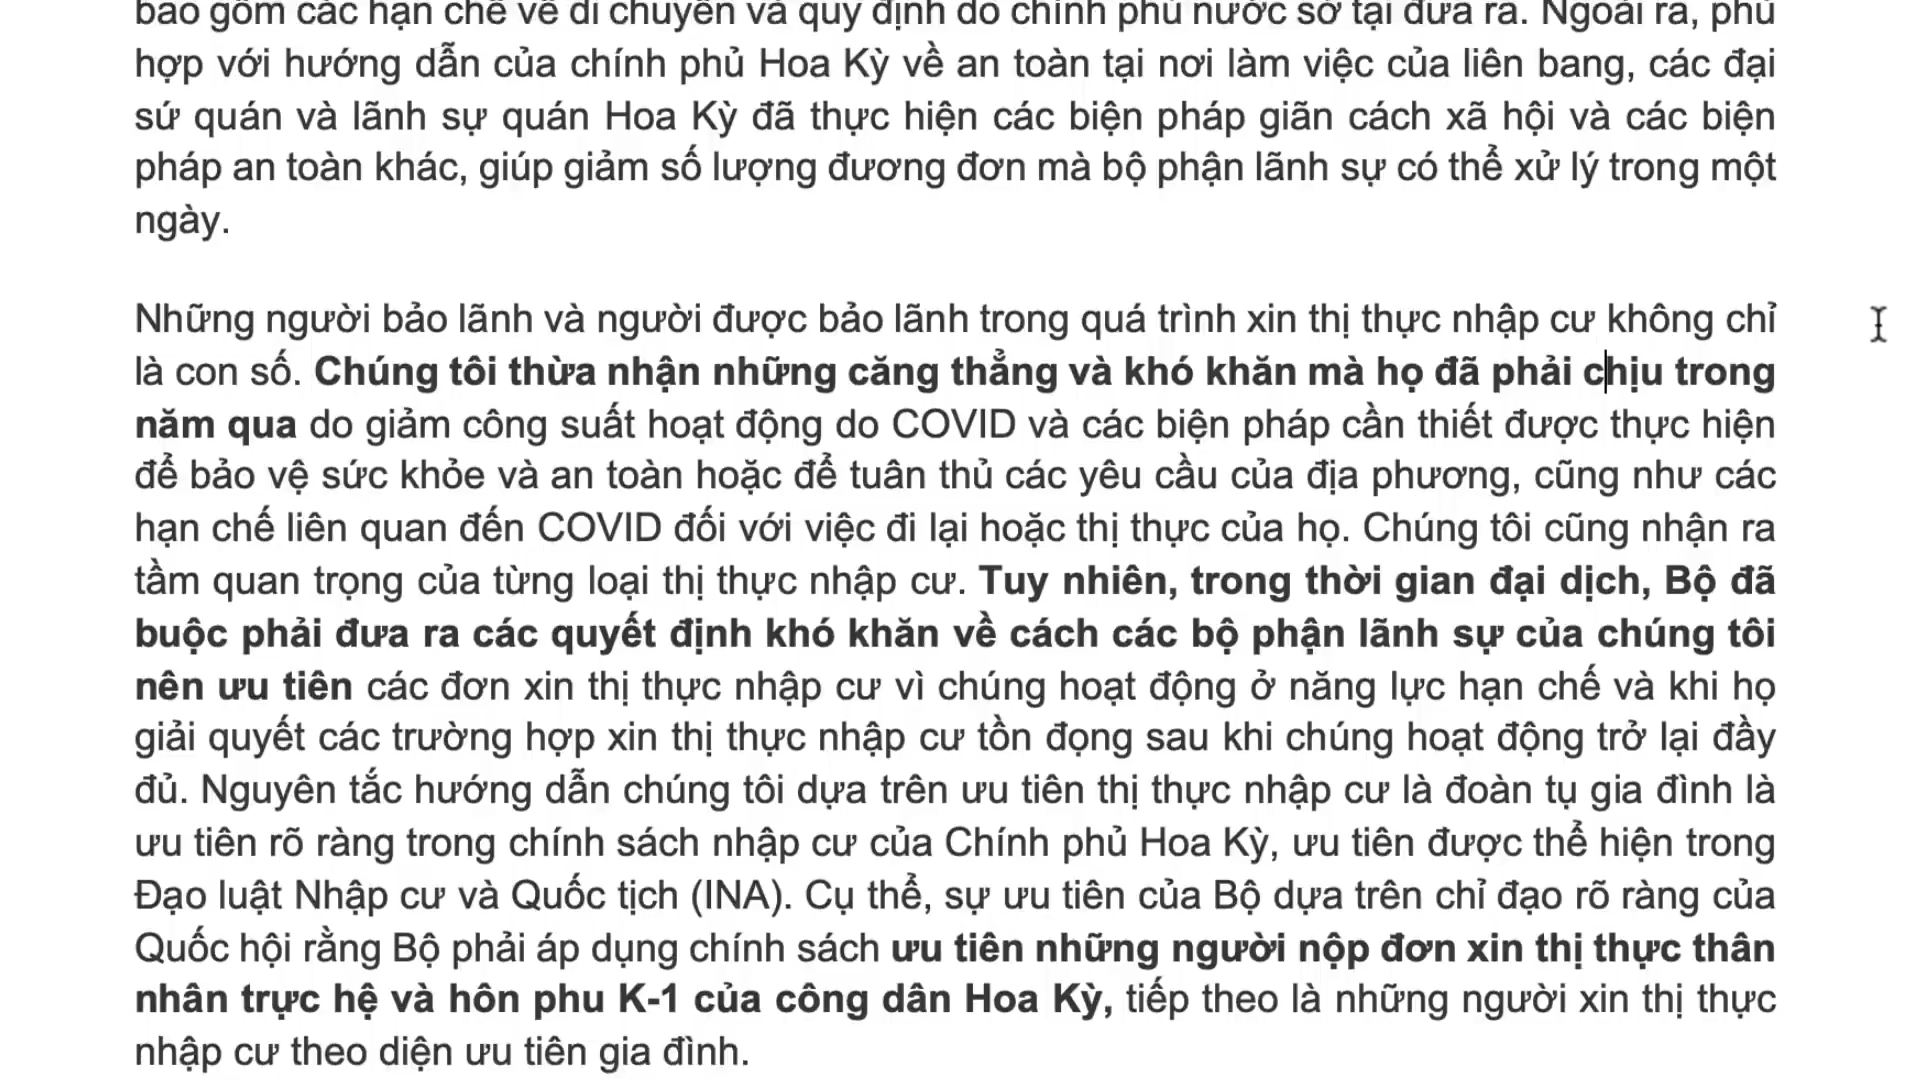 bao gồm các hạn chế về di chuyển và quy định do chính phủ nước sở tại đưa ra. Ngoài ra, phù
hợp với hướng dẫn của chính phủ Hoa Kỳ về an toàn tại nơi làm việc của liên bang, các đại
sứ quán và lãnh sự quán Hoa Kỳ đã thực hiện các biện pháp giãn cách xã hội và các biện
pháp an toàn khác, giúp giảm số lượng đương đơn mà bộ phận lãnh sự có thể xử lý trong một
ngày.
Những người bảo lãnh và người được bảo lãnh trong quá trình xin thị thực nhập cư không chỉ
là con số. Chúng tôi thừa nhận những căng thẳng và khó khăn mà họ đã phải chịu trong
năm qua do giảm công suất hoạt động do COVID và các biện pháp cần thiết được thực hiện
để bảo vệ sức khỏe và an toàn hoặc để tuân thủ các yêu cầu của địa phương, cũng như các
hạn chế liên quan đến COVID đối với việc đi lại hoặc thị thực của họ. Chúng tôi cũng nhận ra
tầm quan trọng của từng loại thị thực nhập cư. Tuy nhiên, trong thời gian đại dịch, Bộ đã
buộc phải đưa ra các quyết định khó khăn về cách các bộ phận lãnh sự của chúng tôi
nên ưu tiên các đơn xin thị thực nhập cư vì chúng hoạt động ở năng lực hạn chế và khi họ
giải quyết các trường hợp xin thị thực nhập cư tồn đọng sau khi chúng hoạt động trở lại đầy
đủ. Nguyên tắc hướng dẫn chúng tôi dựa trên ưu tiên thị thực nhập cư là đoàn tụ gia đình là
ưu tiên rõ ràng trong chính sách nhập cư của Chính phủ Hoa Kỳ, ưu tiên được thể hiện trong
Đạo luật Nhập cư và Quốc tịch (INA). Cụ thể, sự ưu tiên của Bộ dựa trên chỉ đạo rõ ràng của
Quốc hội rằng Bộ phải áp dụng chính sách ưu tiên những người nộp đơn xin thị thực thân
nhân trực hệ và hôn phu K-1 của công dân Hoa Kỳ, tiếp theo là những người xin thị thực
nhập cư theo diện ưu tiên gia đình.